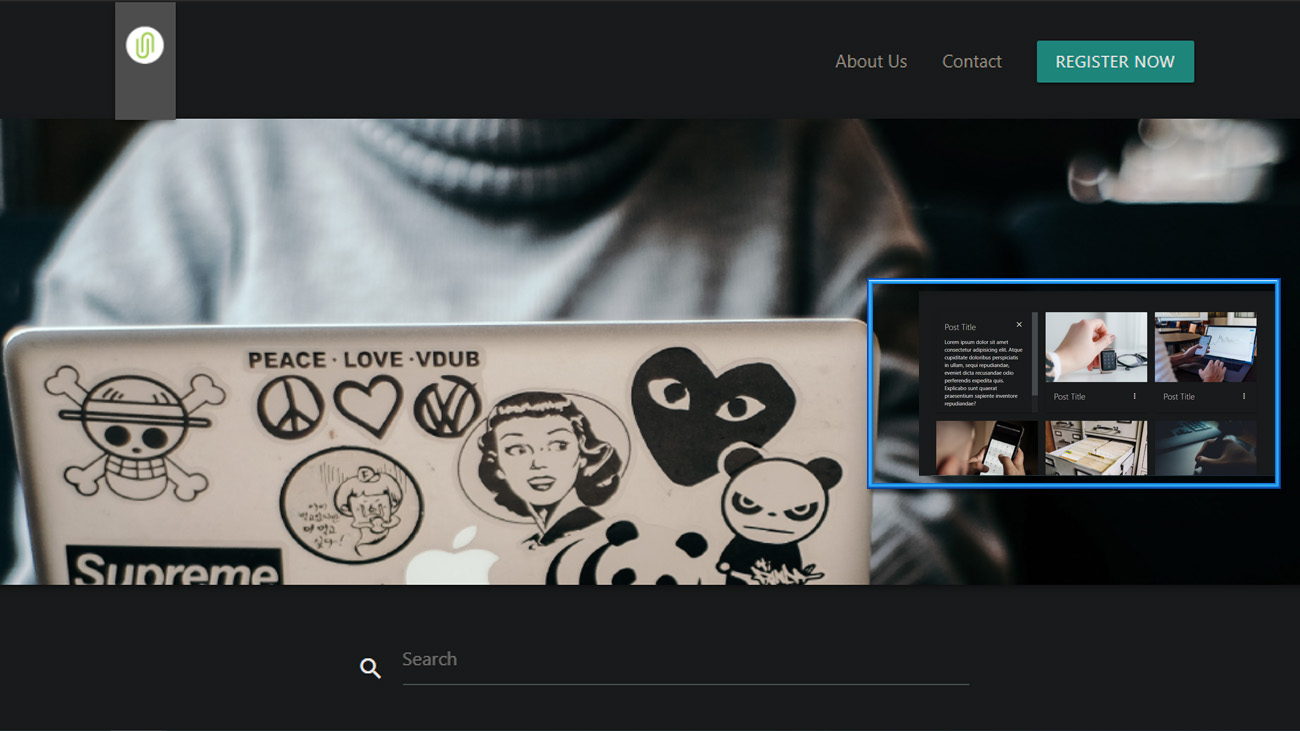 About Us
Contact
REGISTER NOW
PEACE · LOVE · VDUB
Supreme
Hi
PANDA
Post Title
Lorem ipsum dolor sit amet
consectetur adipisicing elit. Atque
cupiditate doloribus perspiciatis
in ullam, sequi repudiandae,
eveniet dicta recusandae odio
perferendis expedita quis.
Explicabo sunt quaerat
praesentium sapiente inventore
repudiandae?
Post Title
Post Title
Search